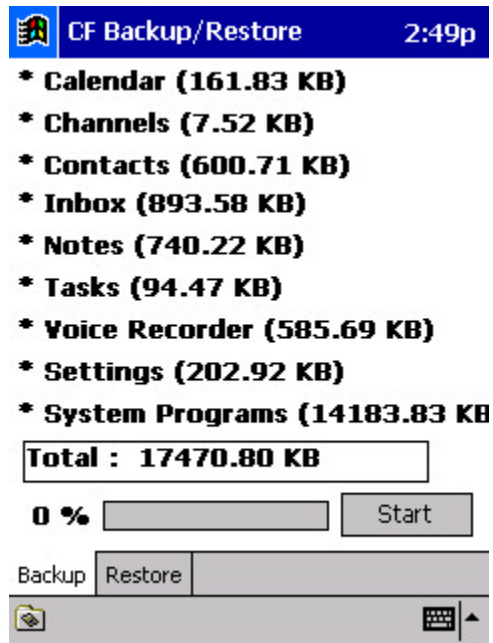 CF Backup/Restore 2:49p
* Calendar (161.83 KB)
* Channels (7.52 KB)
* Contacts (600.71 KB)
* Inbox (893.58 KB)
* Notes (740.22 KB)
* Tasks (94.47 KB)
* Voice Recorder (585.69 KB)
* Settings (202.92 KB)
* System Programs (14183.83 KB
Total : 17470.80 KB
0 % Start
Backup Restore